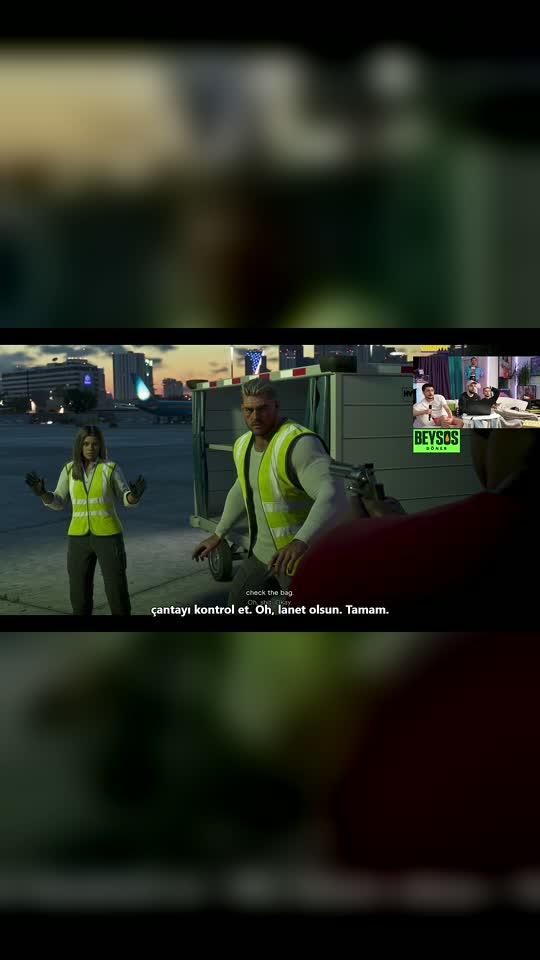 BEYSOS
DÖNER
check the bag.
Oh, shit. Okay.
çantayı kontrol et. Oh, lanet olsun. Tamam.